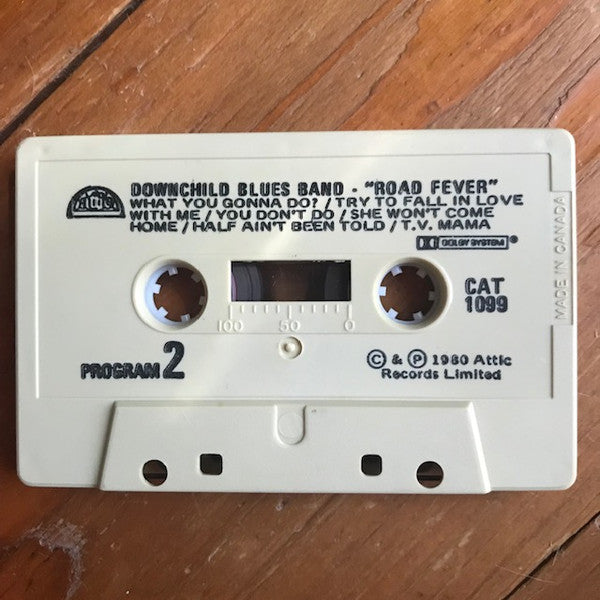 Attic
DOWNCHILD BLUES BAND - "ROAD FEVER"
WHAT YOU GONNA DO? / TRY TO FALL IN LOVE
WITH ME / YOU DON'T DO / SHE WON'T COME
HOME / HALF AIN'T BEEN TOLD / T.V. MAMA
DOLBY SYSTEM®
MADE IN CANADA
CAT
1099
100 50 0
PROGRAM 2
© & ℗ 1980 Attic
Records Limited